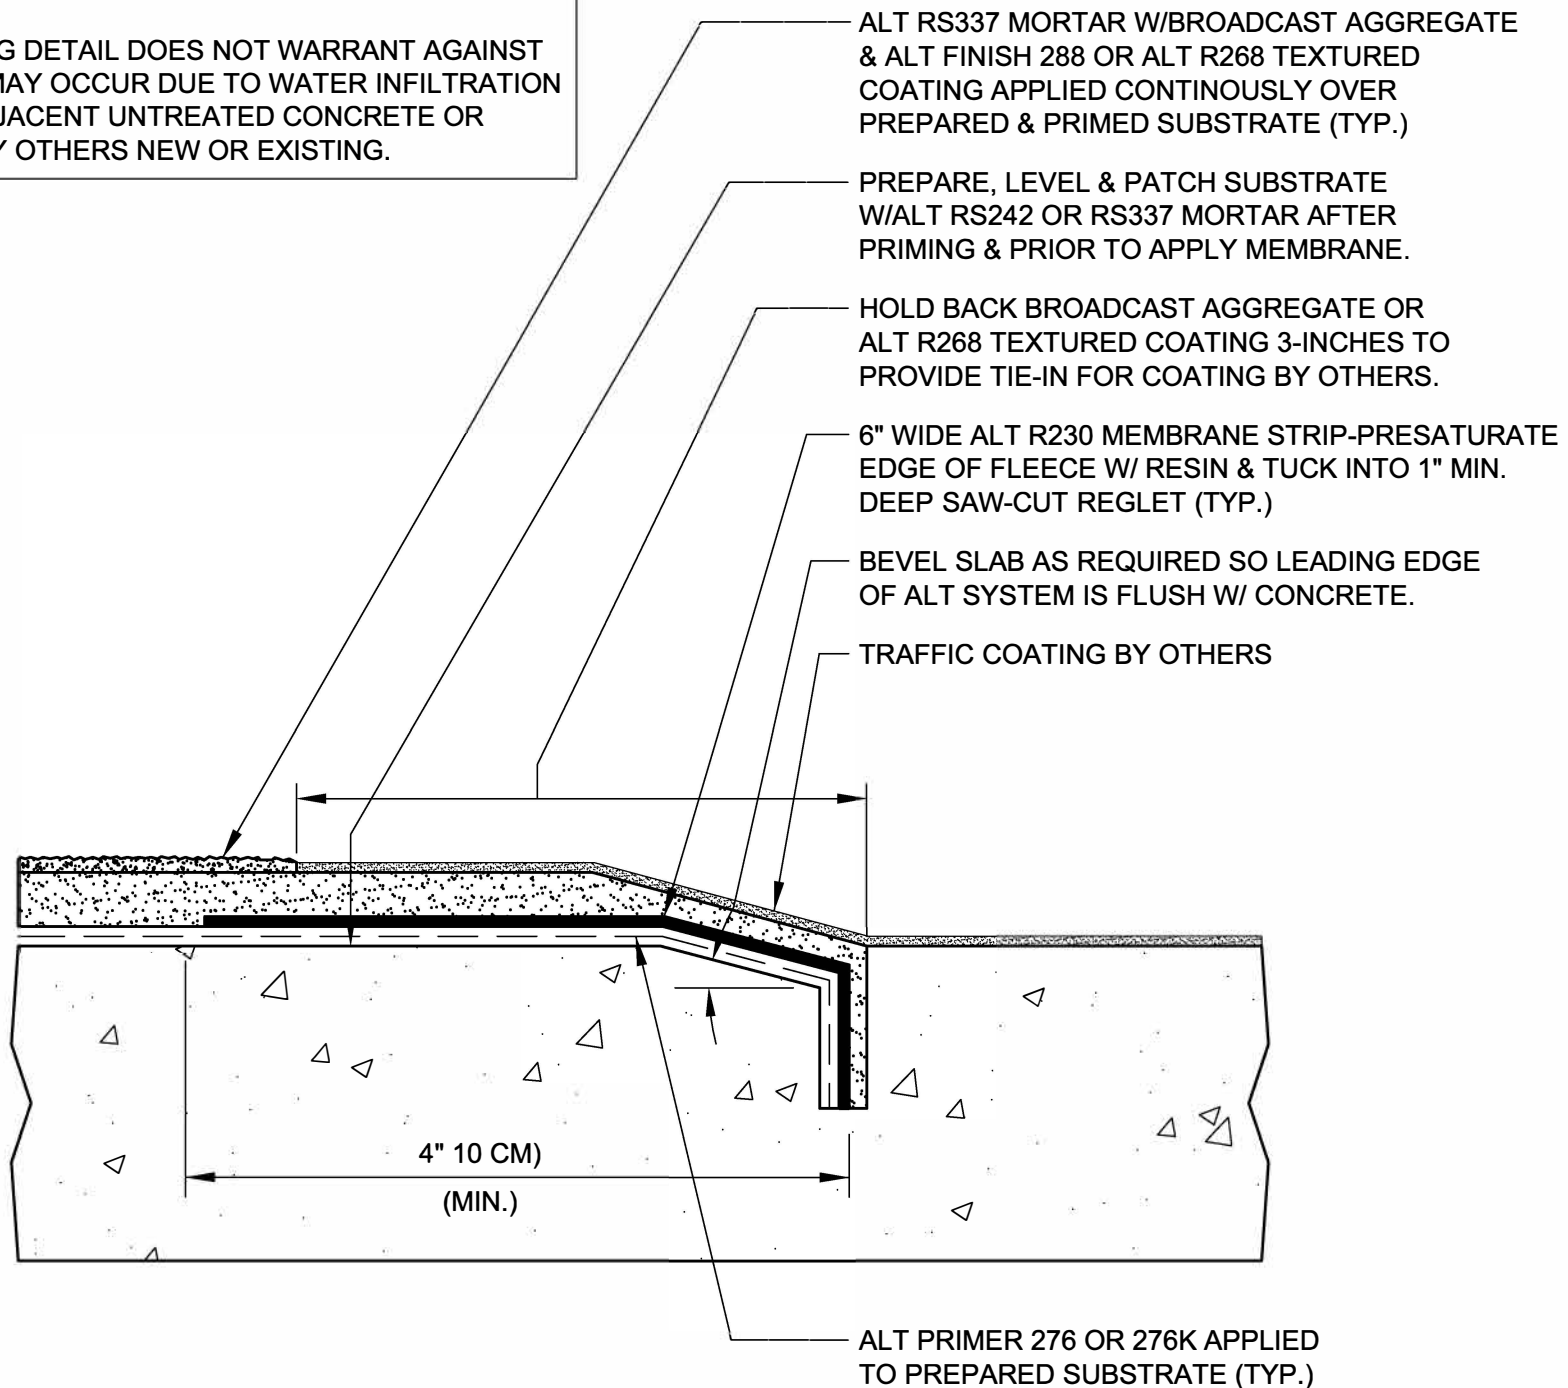 G DETAIL DOES NOT WARRANT AGAINST
MAY OCCUR DUE TO WATER INFILTRATION
JACENT UNTREATED CONCRETE OR
Y OTHERS NEW OR EXISTING.
ALT RS337 MORTAR W/BROADCAST AGGREGATE
& ALT FINISH 288 OR ALT R268 TEXTURED
COATING APPLIED CONTINOUSLY OVER
PREPARED & PRIMED SUBSTRATE (TYP.)
PREPARE, LEVEL & PATCH SUBSTRATE
W/ALT RS242 OR RS337 MORTAR AFTER
PRIMING & PRIOR TO APPLY MEMBRANE.
HOLD BACK BROADCAST AGGREGATE OR
ALT R268 TEXTURED COATING 3-INCHES TO
PROVIDE TIE-IN FOR COATING BY OTHERS.
6" WIDE ALT R230 MEMBRANE STRIP-PRESATURATE
EDGE OF FLEECE W/ RESIN & TUCK INTO 1" MIN.
DEEP SAW-CUT REGLET (TYP.)
BEVEL SLAB AS REQUIRED SO LEADING EDGE
OF ALT SYSTEM IS FLUSH W/ CONCRETE.
TRAFFIC COATING BY OTHERS
4" 10 CM)
(MIN.)
ALT PRIMER 276 OR 276K APPLIED
TO PREPARED SUBSTRATE (TYP.)